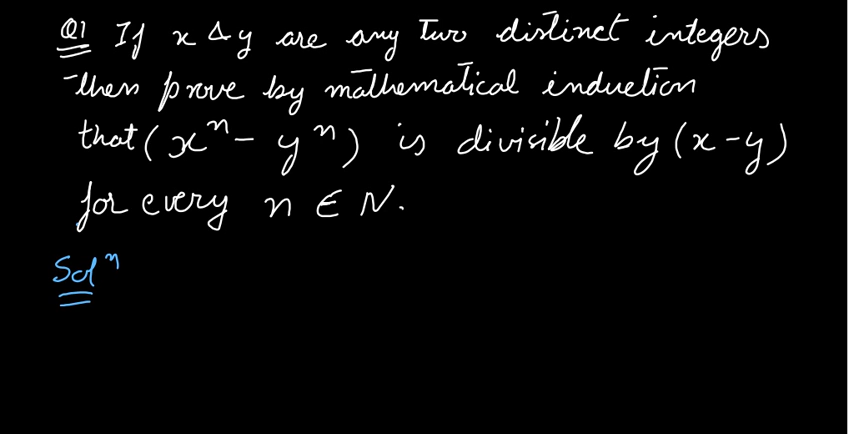 Q1 If x & y are any two distinct integers
then prove by mathematical induction
that (xⁿ - yⁿ) is divisible by (x-y)
for every n ∈ N.
Solⁿ